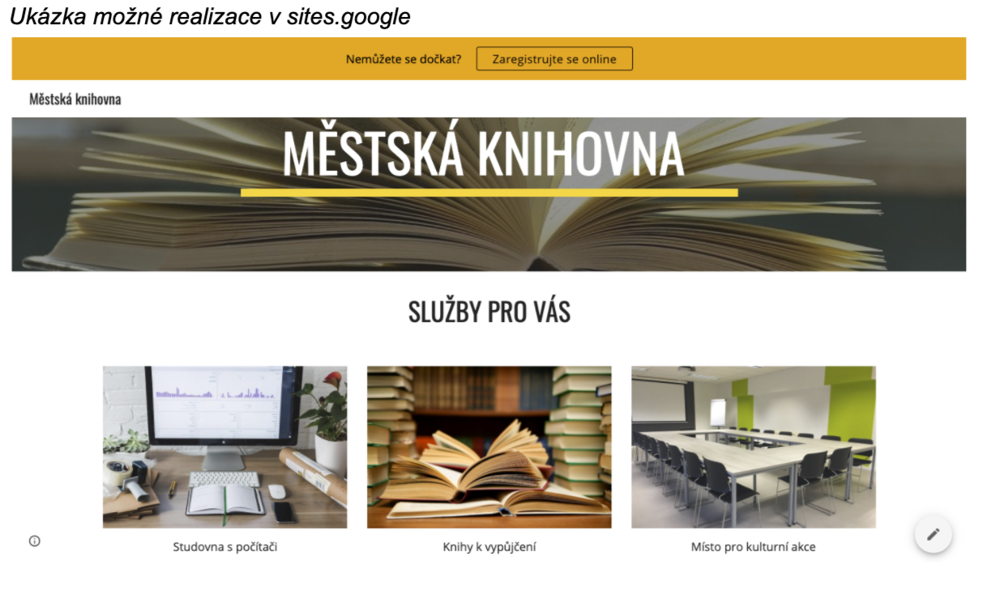 Ukázka možné realizace v sites.google
Nemůžete se dočkat? Zaregistrujte se online
Městská knihovna
MĚSTSKÁ KNIHOVNA
SLUŽBY PRO VÁS
Studovna s počítači
Knihy k vypůjčení
Místo pro kulturní akce